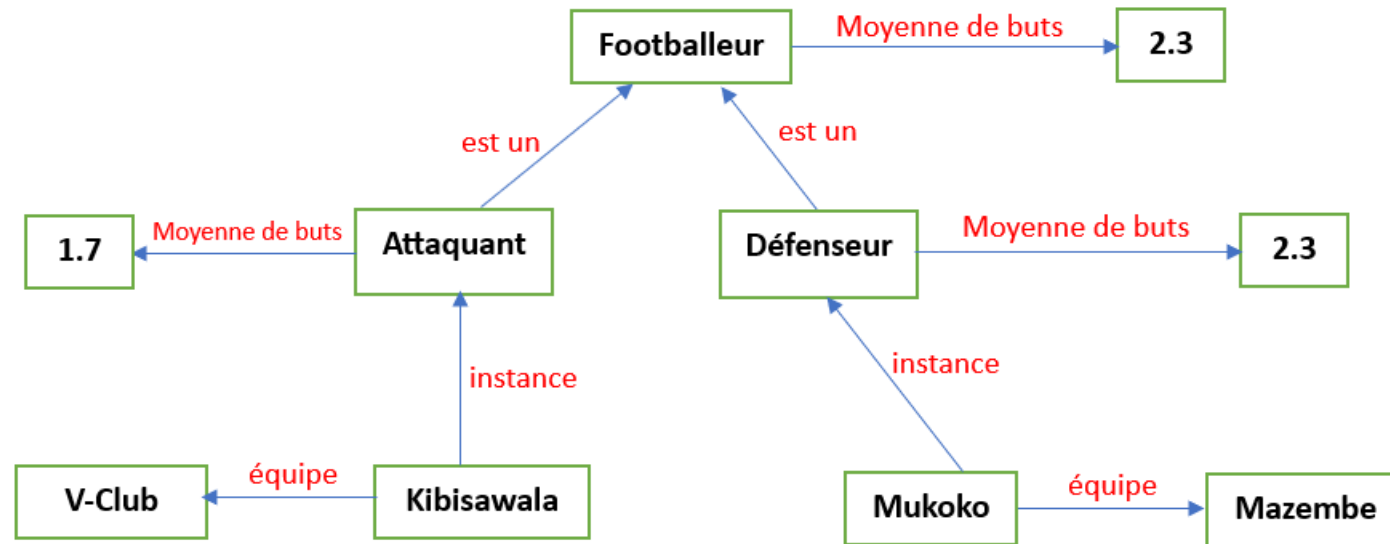 Footballeur
Moyenne de buts
2.3
est un
est un
1.7
Moyenne de buts
Attaquant
Défenseur
Moyenne de buts
2.3
instance
instance
V-Club
équipe
Kibisawala
Mukoko
équipe
Mazembe